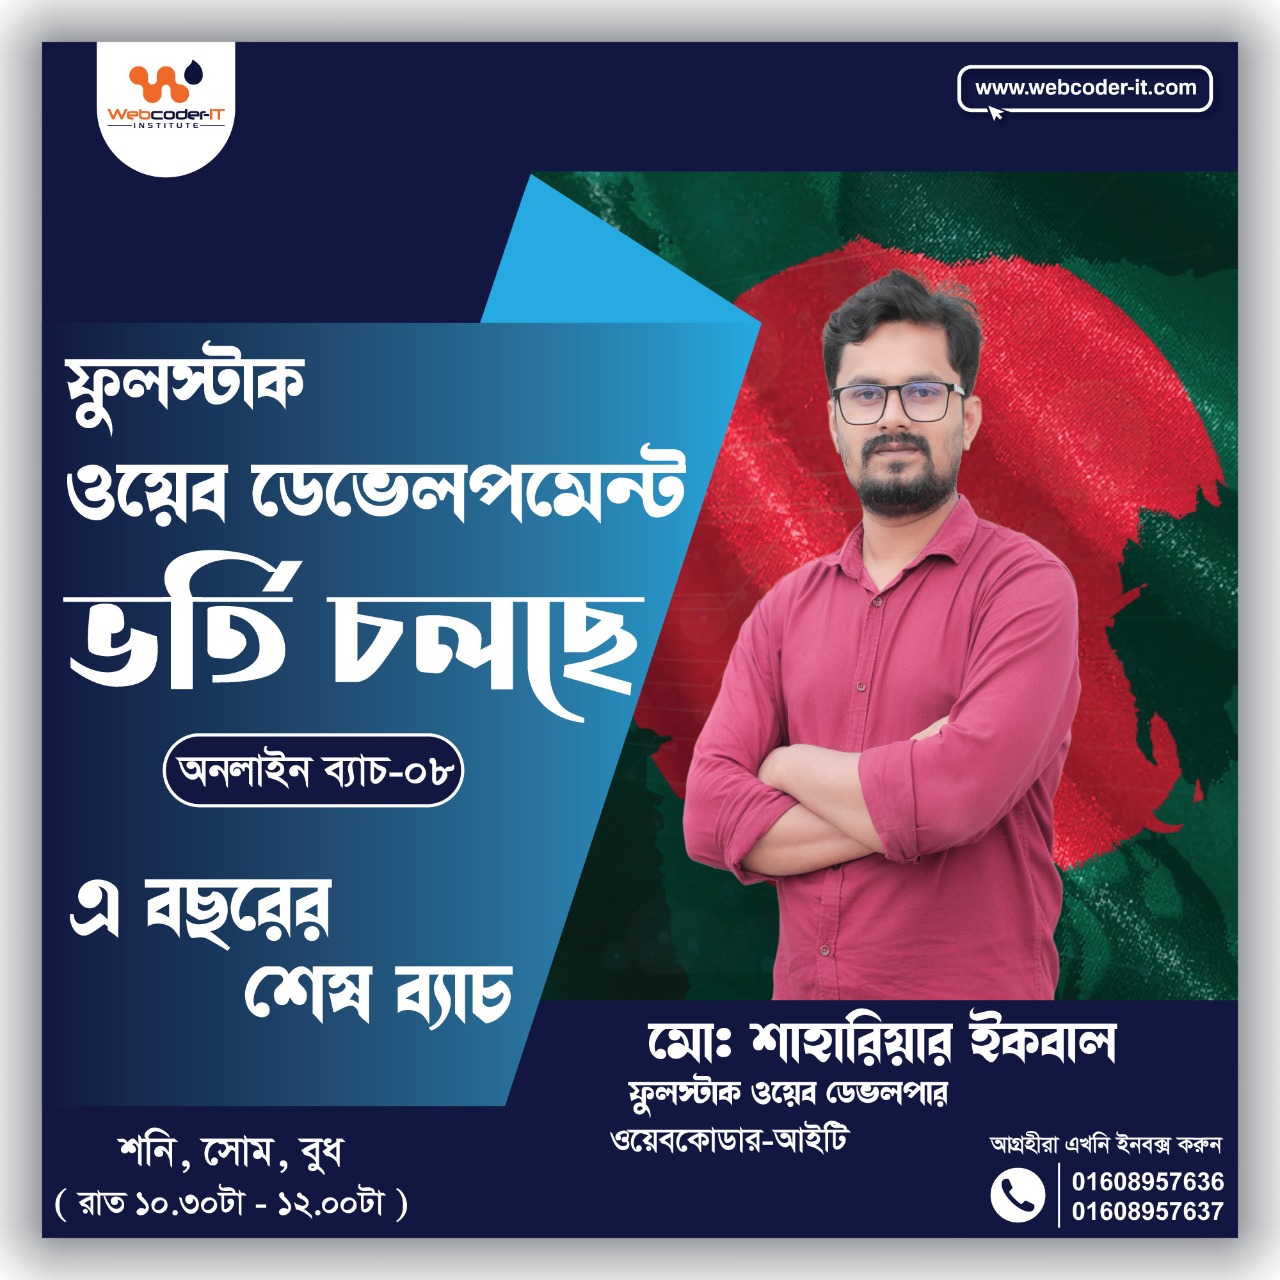 Webcoder-IT
INSTITUTE
www.webcoder-it.com
ফুলস্টাক
ওয়েব ডেভেলপমেন্ট
ভর্তি চলছে
অনলাইন ব্যাচ-০৮
এ বছরের
শেষ ব্যাচ
মো: শাহারিয়ার ইকবাল
ফুলস্টাক ওয়েব ডেভলপার
ওয়েবকোডার-আইটি
শনি, সোম, বুধ
( রাত ১০.৩০টা - ১২.০০টা )
আগ্রহীরা এখনি ইনবক্স করুন
01608957636
01608957637